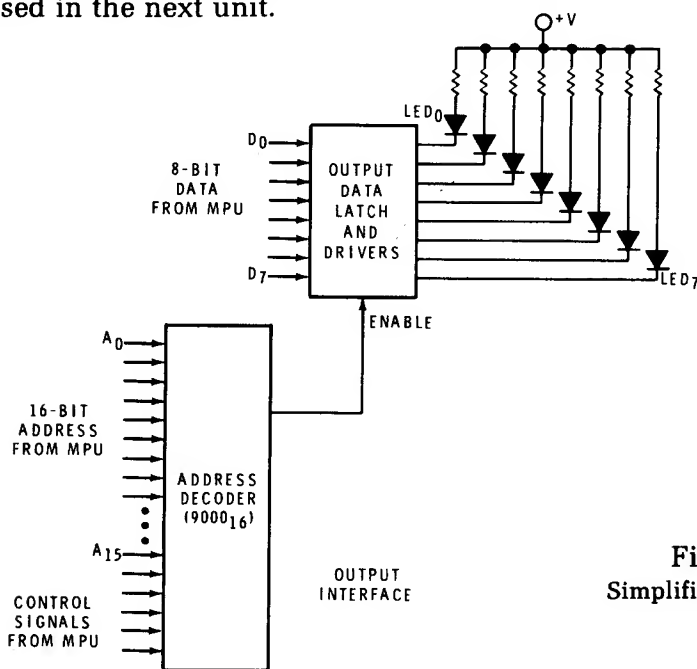 sed in the next unit.
+V
LED0
D0
8-BIT
DATA
FROM MPU
D7
OUTPUT
DATA
LATCH
AND
DRIVERS
LED7
ENABLE
A0
16-BIT
ADDRESS
FROM MPU
A15
ADDRESS
DECODER
(9000₁₆)
CONTROL
SIGNALS
FROM MPU
OUTPUT
INTERFACE
Fi
Simplifi